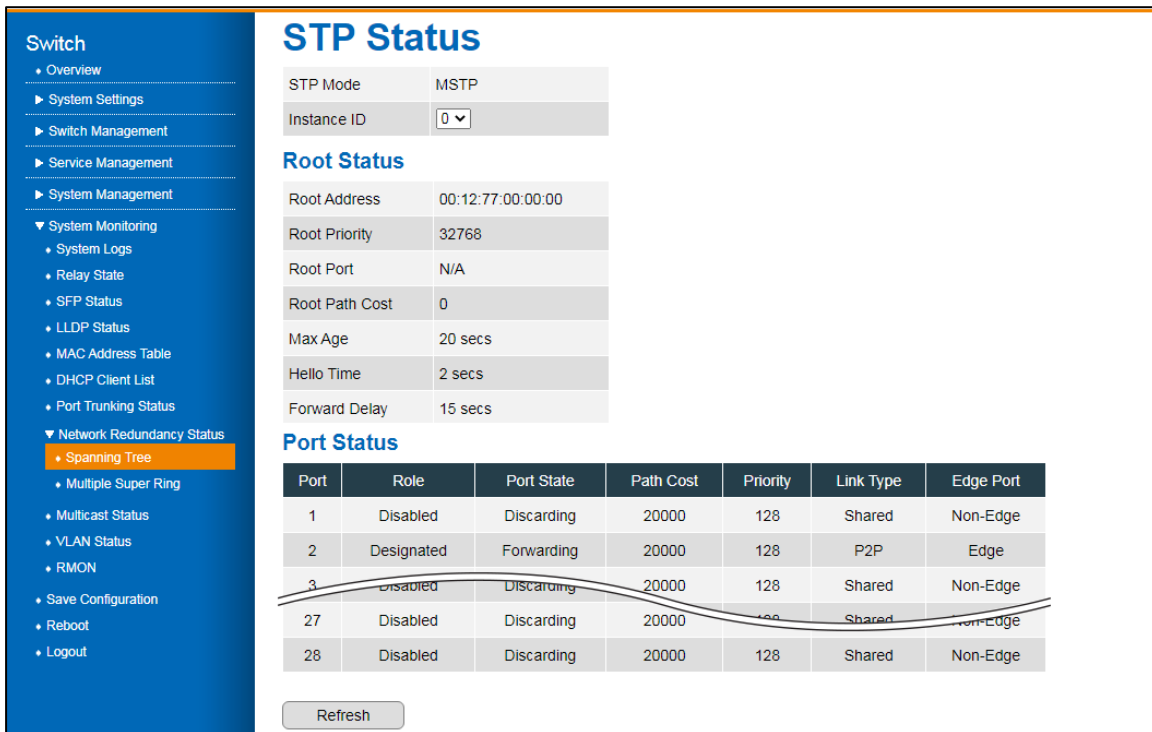 Switch
Overview
System Settings
Switch Management
Service Management
System Management
System Monitoring
System Logs
Relay State
SFP Status
LLDP Status
MAC Address Table
DHCP Client List
Port Trunking Status
Network Redundancy Status
Spanning Tree
Multiple Super Ring
Multicast Status
VLAN Status
RMON
Save Configuration
Reboot
Logout
STP Status
STP Mode MSTP
Instance ID 0
Root Status
Root Address 00:12:77:00:00:00
Root Priority 32768
Root Port N/A
Root Path Cost 0
Max Age 20 secs
Hello Time 2 secs
Forward Delay 15 secs
Port Status
Port Role Port State Path Cost Priority Link Type Edge Port
1 Disabled Discarding 20000 128 Shared Non-Edge
2 Designated Forwarding 20000 128 P2P Edge
3 Disabled Discarding 20000 128 Shared Non-Edge
27 Disabled Discarding 20000 128 Shared Non-Edge
28 Disabled Discarding 20000 128 Shared Non-Edge
Refresh